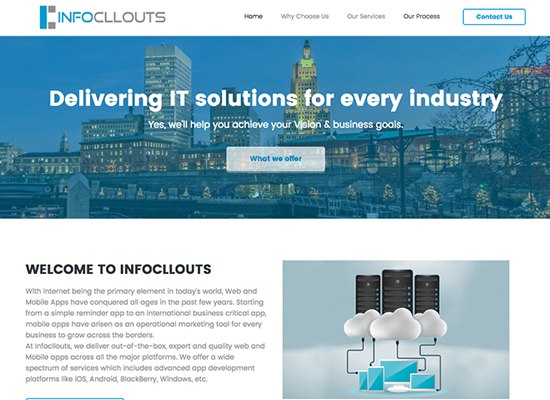 INFOCLLOUTS
Home Why Choose Us Our Services Our Process Contact Us
Delivering IT solutions for every industry
Yes, we'll help you achieve your Vision & business goals.
What we offer
WELCOME TO INFOCLLOUTS
With Internet being the primary element in today's world, Web and
Mobile Apps have conquered all ages in the past few years. Starting
from a simple reminder app to an international business critical app,
mobile apps have arisen as an operational marketing tool for every
business to grow across the borders.
At Infocllouts, we deliver out-of-the-box, expert and quality web and
Mobile apps across all the major platforms. We offer a wide
spectrum of services which includes advanced app development
platforms like iOS, Android, BlackBerry, Windows, etc.